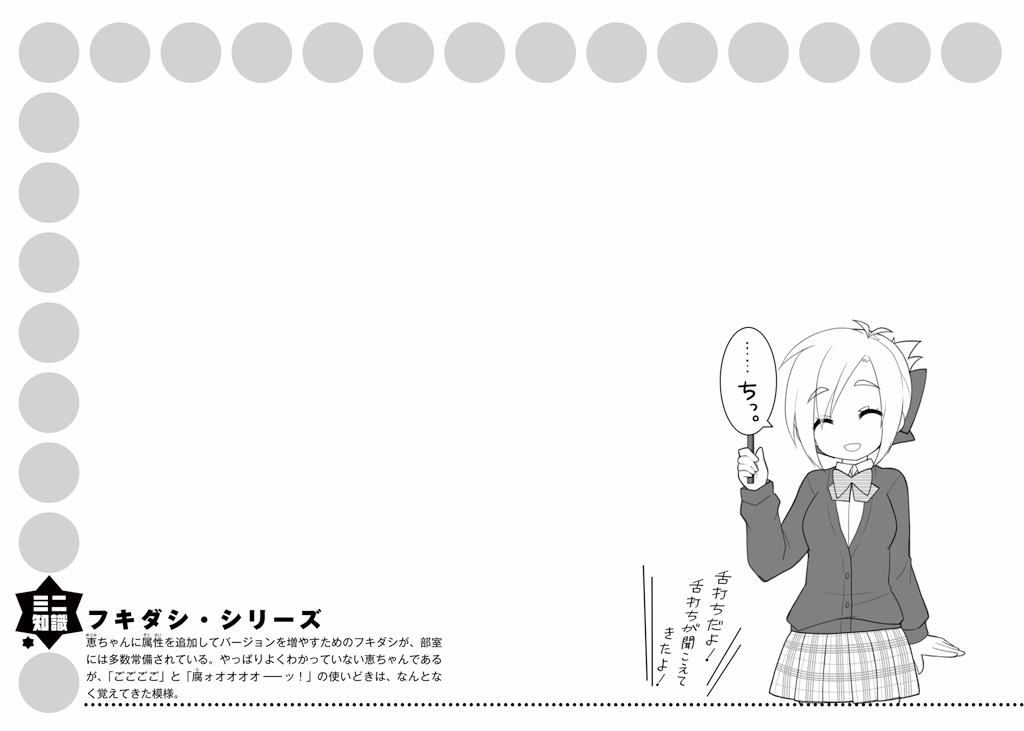 ……ちっ。
舌打ちだよ!
舌打ちが聞こえて
きたよ!
ミニ
知識
フキダシ・シリーズ
恵ちゃんに属性を追加してバージョンを増やすためのフキダシが、部室
には多数常備されている。やっぱりよくわかっていない恵ちゃんである
が、「ごごごご」と「腐ォオオオオ――ッ!」の使いどきは、なんとな
く覚えてきた模様。